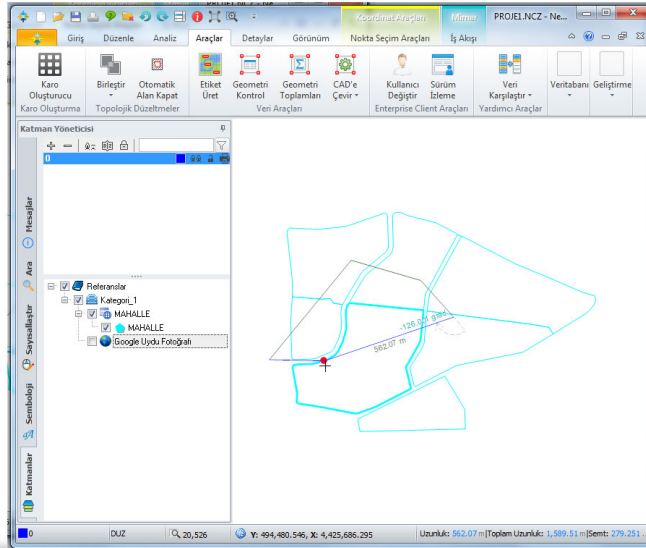 Koordinat Araçları Mimar PROJE1.NCZ - Ne...
Giriş Düzenle Analiz Araçlar Detaylar Görünüm Nokta Seçim Araçları İş Akışı
Karo Oluşturucu
Birleştir
Otomatik Alan Kapat
Etiket Üret
Geometri Kontrol
Geometri Toplamları
CAD'e Çevir
Kullanıcı Değiştir
Sürüm İzleme
Veri Karşılaştır
Veritabanı
Geliştirme
Karo Oluşturma Topolojik Düzeltmeler Veri Araçları Enterprise Client Araçları Yardımcı Araçlar
Katman Yöneticisi
0
Mesajlar
Ara
Sayısallaştır
Semboloji
Katmanlar
Referanslar
Kategori_1
MAHALLE
MAHALLE
Google Uydu Fotoğrafı
562.07 m
0 DUZ 20,526 Y: 494,480.546, X: 4,425,686.295 Uzunluk: 562.07 m|Toplam Uzunluk: 1,589.51 m|Semt: 279.251 ...